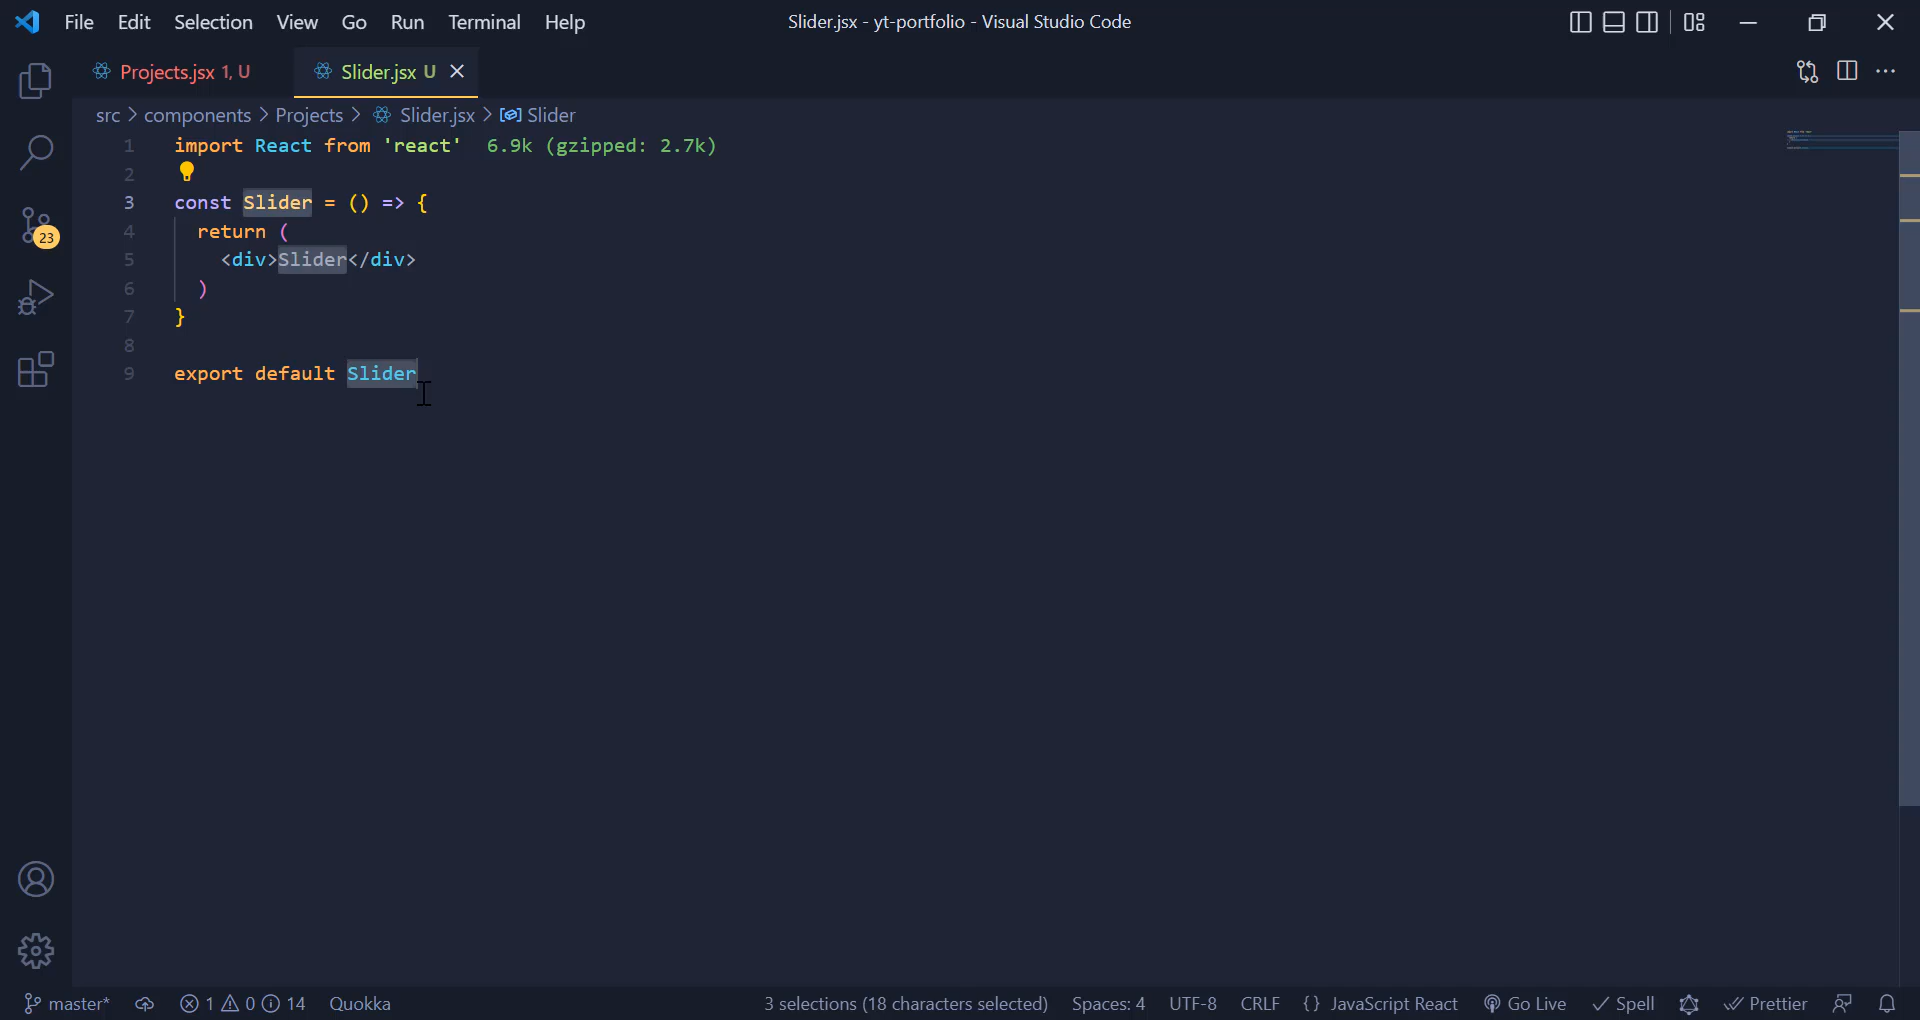 File Edit Selection View Go Run Terminal Help Slider.jsx - yt-portfolio - Visual Studio Code
Projects.jsx 1, U Slider.jsx U
src > components > Projects > Slider.jsx > Slider
1 import React from 'react' 6.9k (gzipped: 2.7k)
2
3 const Slider = () => {
4 return (
5 <div>Slider</div>
6 )
7 }
8
9 export default Slider
23
master* 1 0 14 Quokka 3 selections (18 characters selected) Spaces: 4 UTF-8 CRLF {} JavaScript React Go Live Spell Prettier